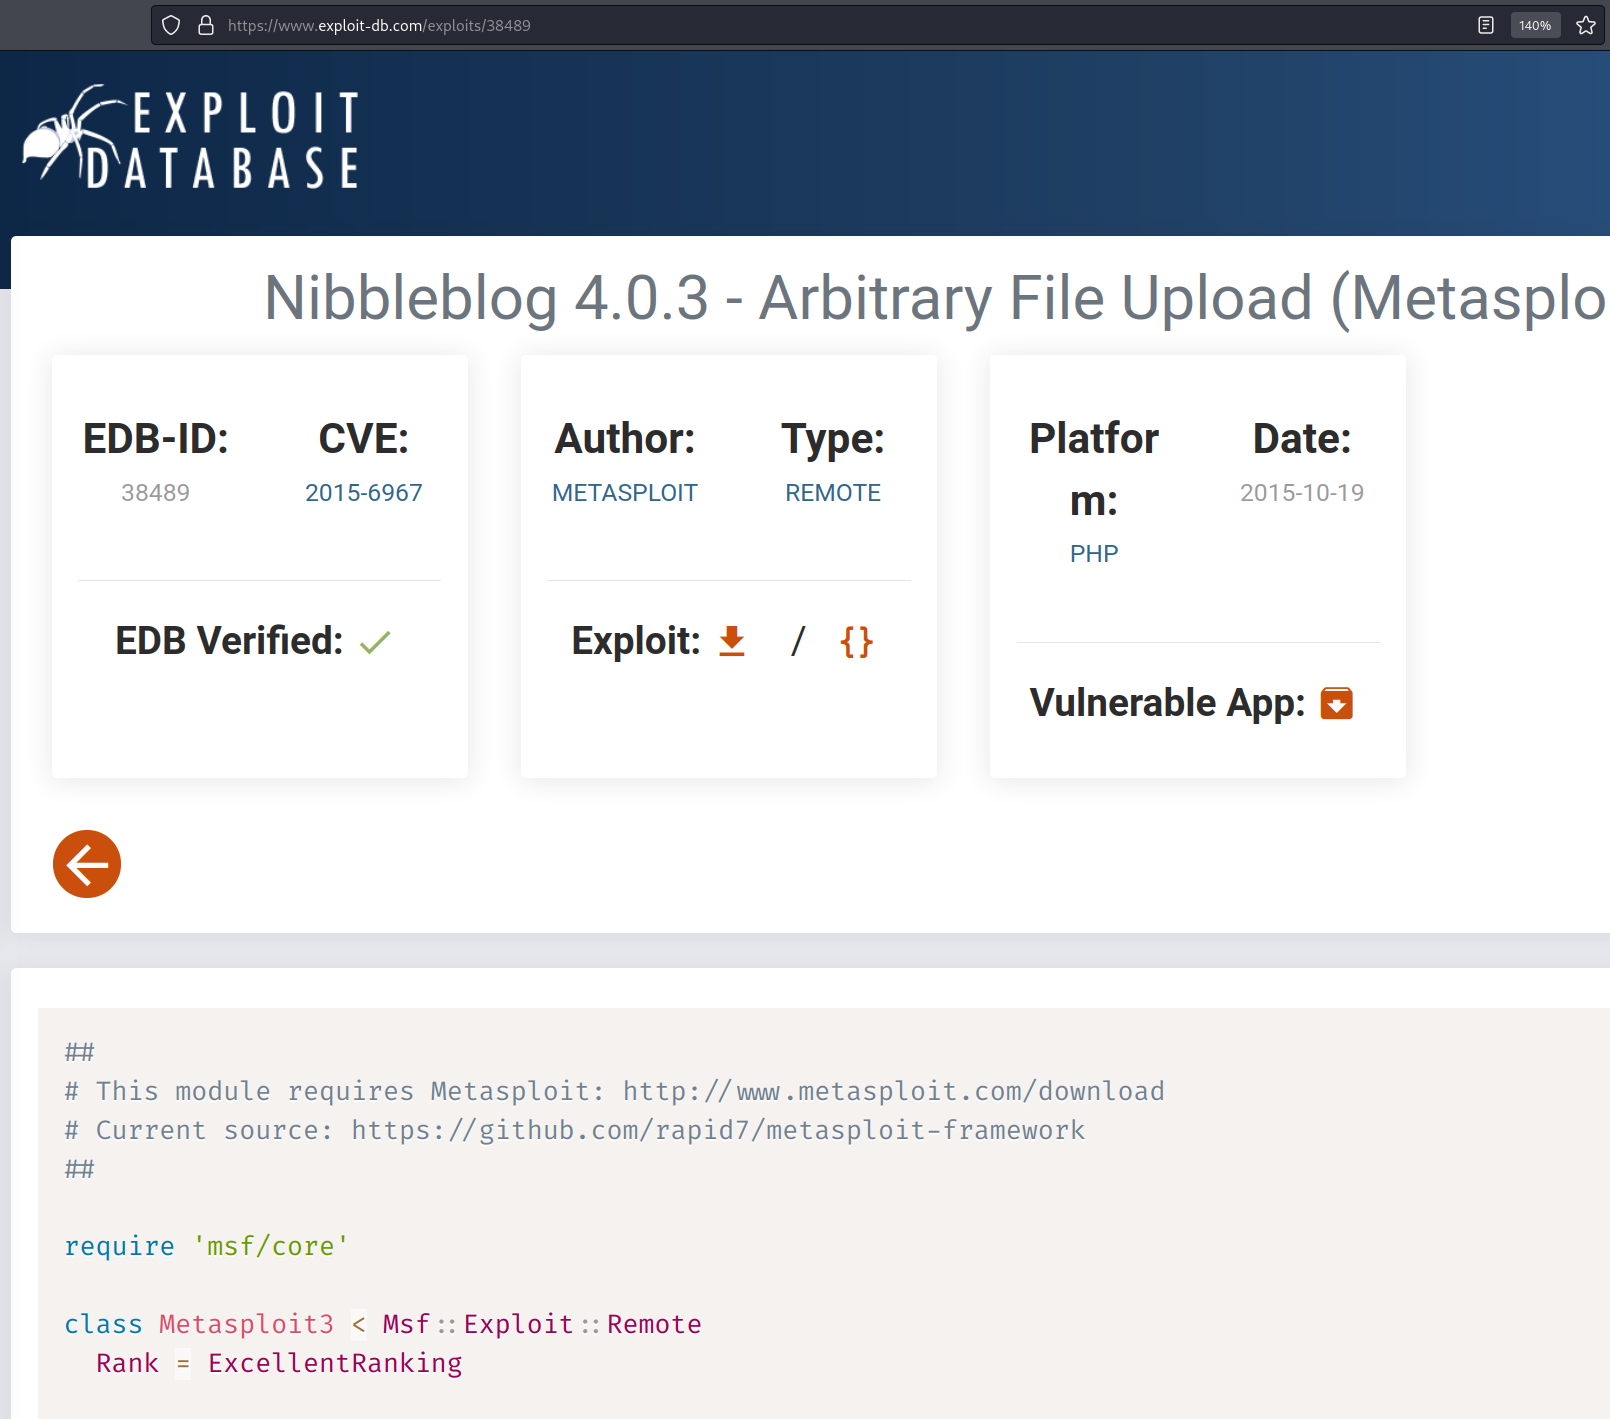 https://www.exploit-db.com/exploits/38489
140%
EXPLOIT
DATABASE
Nibbleblog 4.0.3 - Arbitrary File Upload (Metasplo
EDB-ID:
38489
CVE:
2015-6967
EDB Verified:
Author:
METASPLOIT
Type:
REMOTE
Exploit: / {}
Platfor
m:
PHP
Date:
2015-10-19
Vulnerable App:
##
# This module requires Metasploit: http://www.metasploit.com/download
# Current source: https://github.com/rapid7/metasploit-framework
##
require 'msf/core'
class Metasploit3 < Msf::Exploit::Remote
Rank = ExcellentRanking